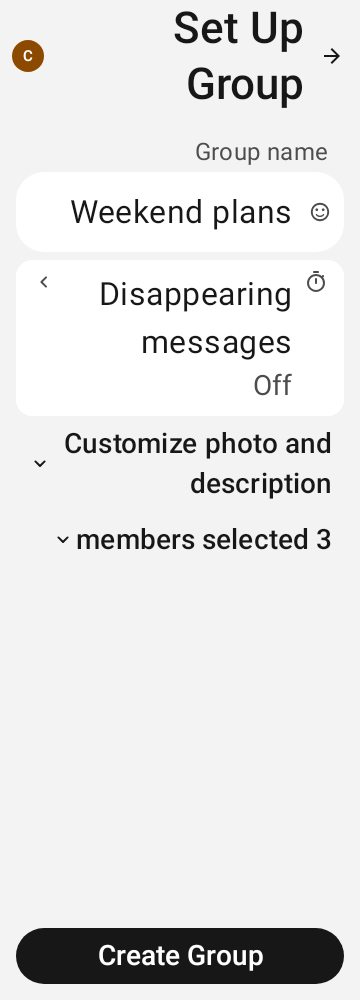 Set Up
Group
C
Group name
Weekend plans
Disappearing
messages
Off
Customize photo and
description
members selected 3
Create Group